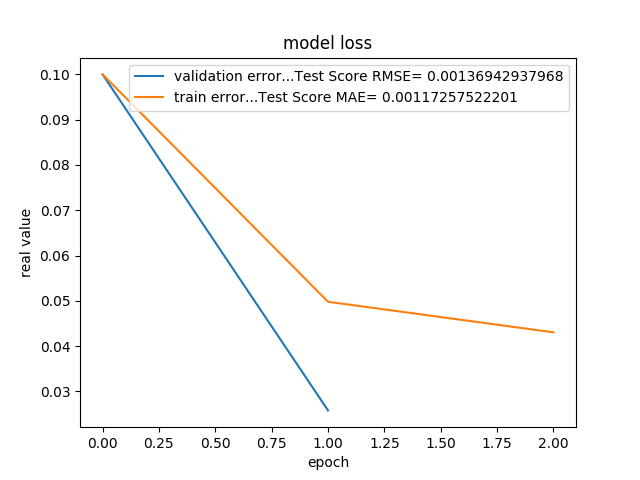 model loss
validation error...Test Score RMSE= 0.00136942937968
train error...Test Score MAE= 0.00117257522201
0.10
0.09
0.08
0.07
0.06
0.05
0.04
0.03
real value
0.00 0.25 0.50 0.75 1.00 1.25 1.50 1.75 2.00
epoch